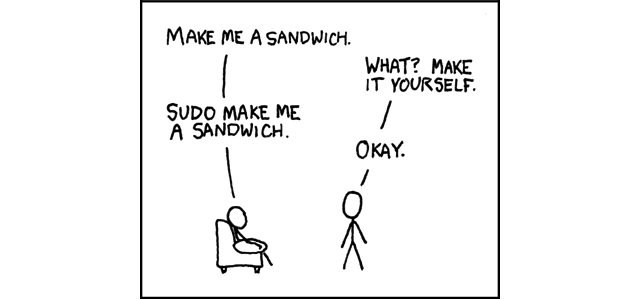 MAKE ME A SANDWICH.
WHAT? MAKE
IT YOURSELF.
SUDO MAKE ME
A SANDWICH.
OKAY.